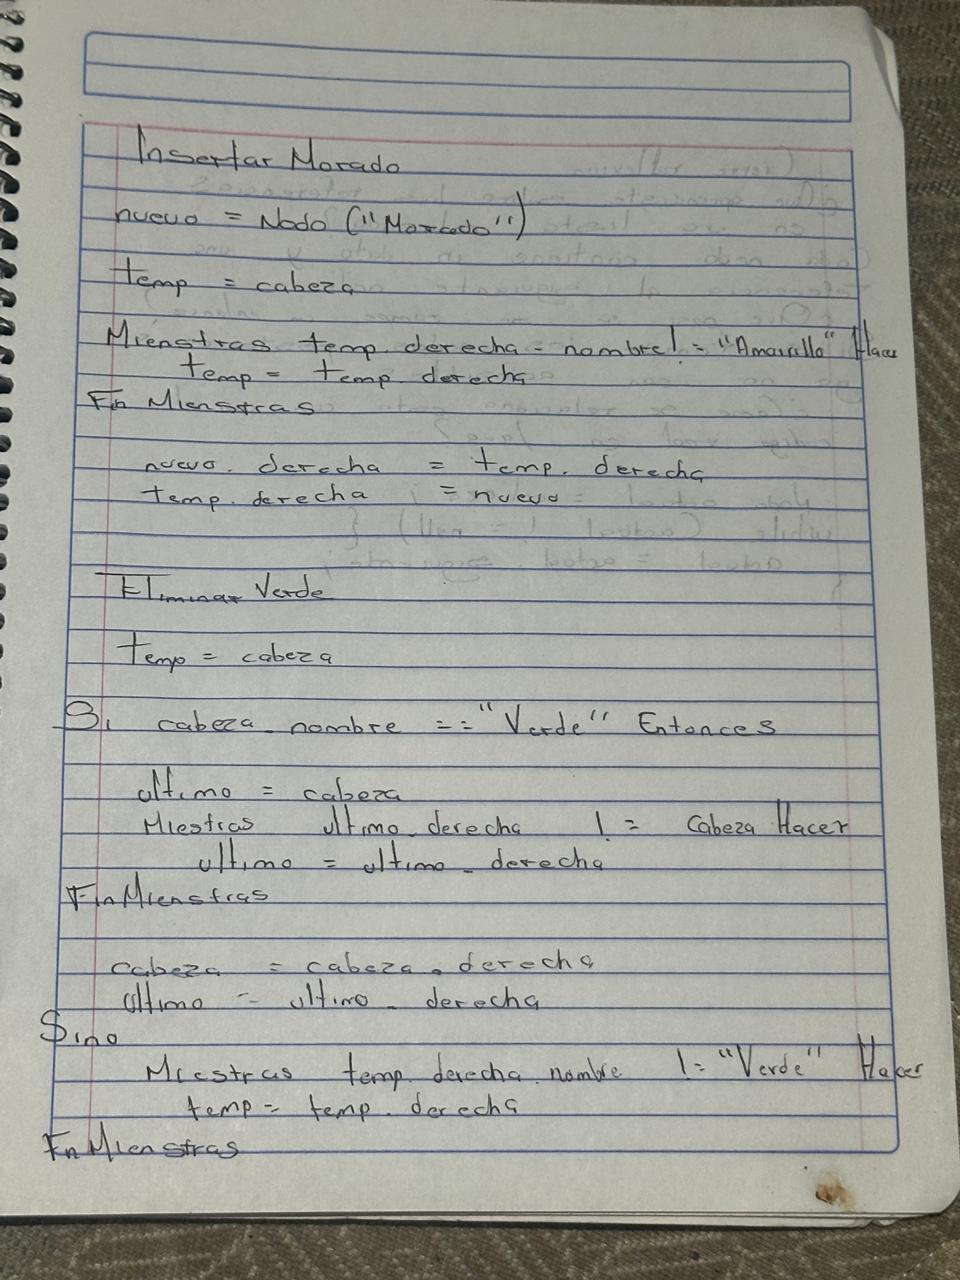 Insertar Morado
nuevo = Nodo ("Morado")
temp = cabeza
Mienstras temp. derecha - nombre != "Amarillo" Hacer
temp = temp. derecha
Fin Mienstras
nuevo. derecha = temp. derecha
temp. derecha = nuevo
Eliminar Verde
temp = cabeza
Si cabeza. nombre == "Verde" Entonces
ultimo = cabeza
Miestras ultimo. derecha != Cabeza Hacer
ultimo = ultimo. derecha
Fin Mienstras
cabeza = cabeza. derecha
ultimo = ultimo. derecha
Sino
Miestras temp. derecha. nombre != "Verde" Hacer
temp = temp. derecha
Fn Mienstras